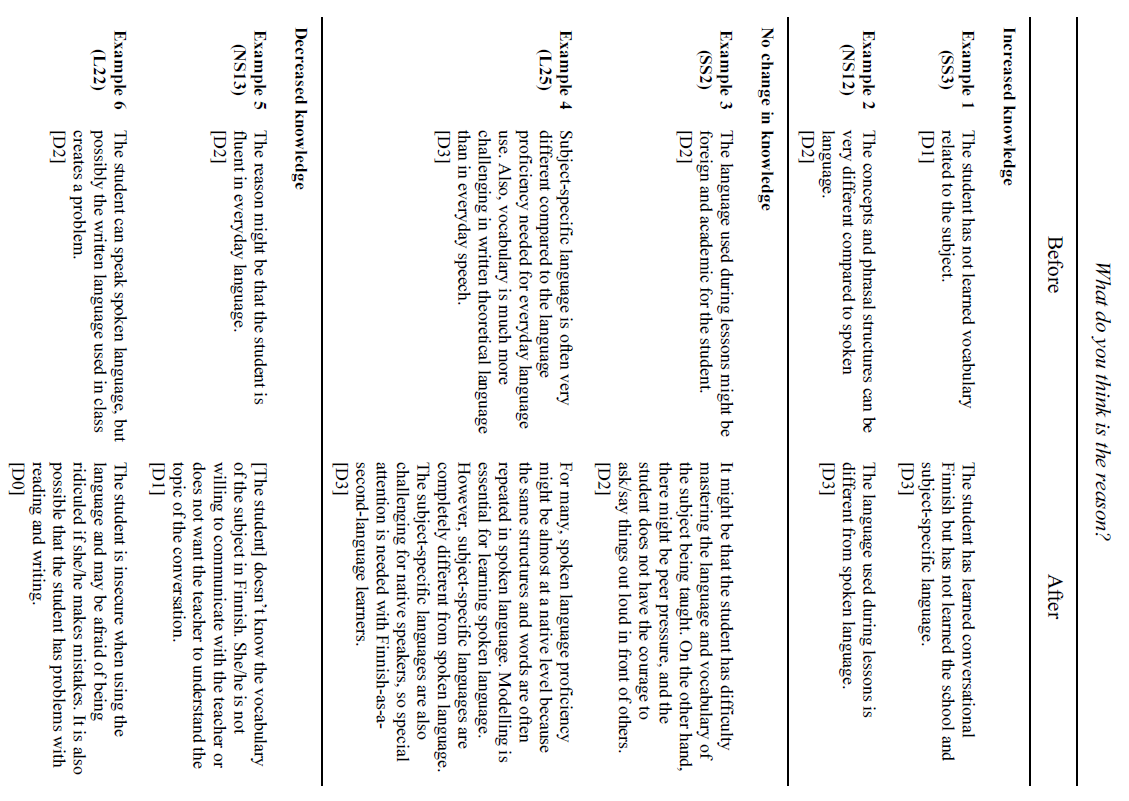 What do you think is the reason?
Before After
Increased knowledge
Example 1 The student has not learned vocabulary The student has learned conversational
(SS3) related to the subject. Finnish but has not learned the school and
[D1] subject-specific language.
[D3]
Example 2 The concepts and phrasal structures can be The language used during lessons is
(NS12) very different compared to spoken different from spoken language.
language. [D3]
[D2]
No change in knowledge
Example 3 The language used during lessons might be It might be that the student has difficulty
(SS2) foreign and academic for the student. mastering the language and vocabulary of
[D2] the subject being taught. On the other hand,
there might be peer pressure, and the
student does not have the courage to
ask/say things out loud in front of others.
[D2]
Example 4 Subject-specific language is often very For many, spoken language proficiency
(L25) different compared to the language might be almost at a native level because
proficiency needed for everyday language the same structures and words are often
use. Also, vocabulary is much more repeated in spoken language. Modelling is
challenging in written theoretical language essential for learning spoken language.
than in everyday speech. However, subject-specific languages are
[D3] completely different from spoken language.
The subject-specific languages are also
challenging for native speakers, so special
attention is needed with Finnish-as-a-
second-language learners.
[D3]
Decreased knowledge
Example 5 The reason might be that the student is [The student] doesn't know the vocabulary
(NS13) fluent in everyday language. of the subject in Finnish. She/he is not
[D2] willing to communicate with the teacher or
does not want the teacher to understand the
topic of the conversation.
[D1]
Example 6 The student can speak spoken language, but The student is insecure when using the
(L22) possibly the written language used in class language and may be afraid of being
creates a problem. ridiculed if she/he makes mistakes. It is also
[D2] possible that the student has problems with
reading and writing.
[D0]